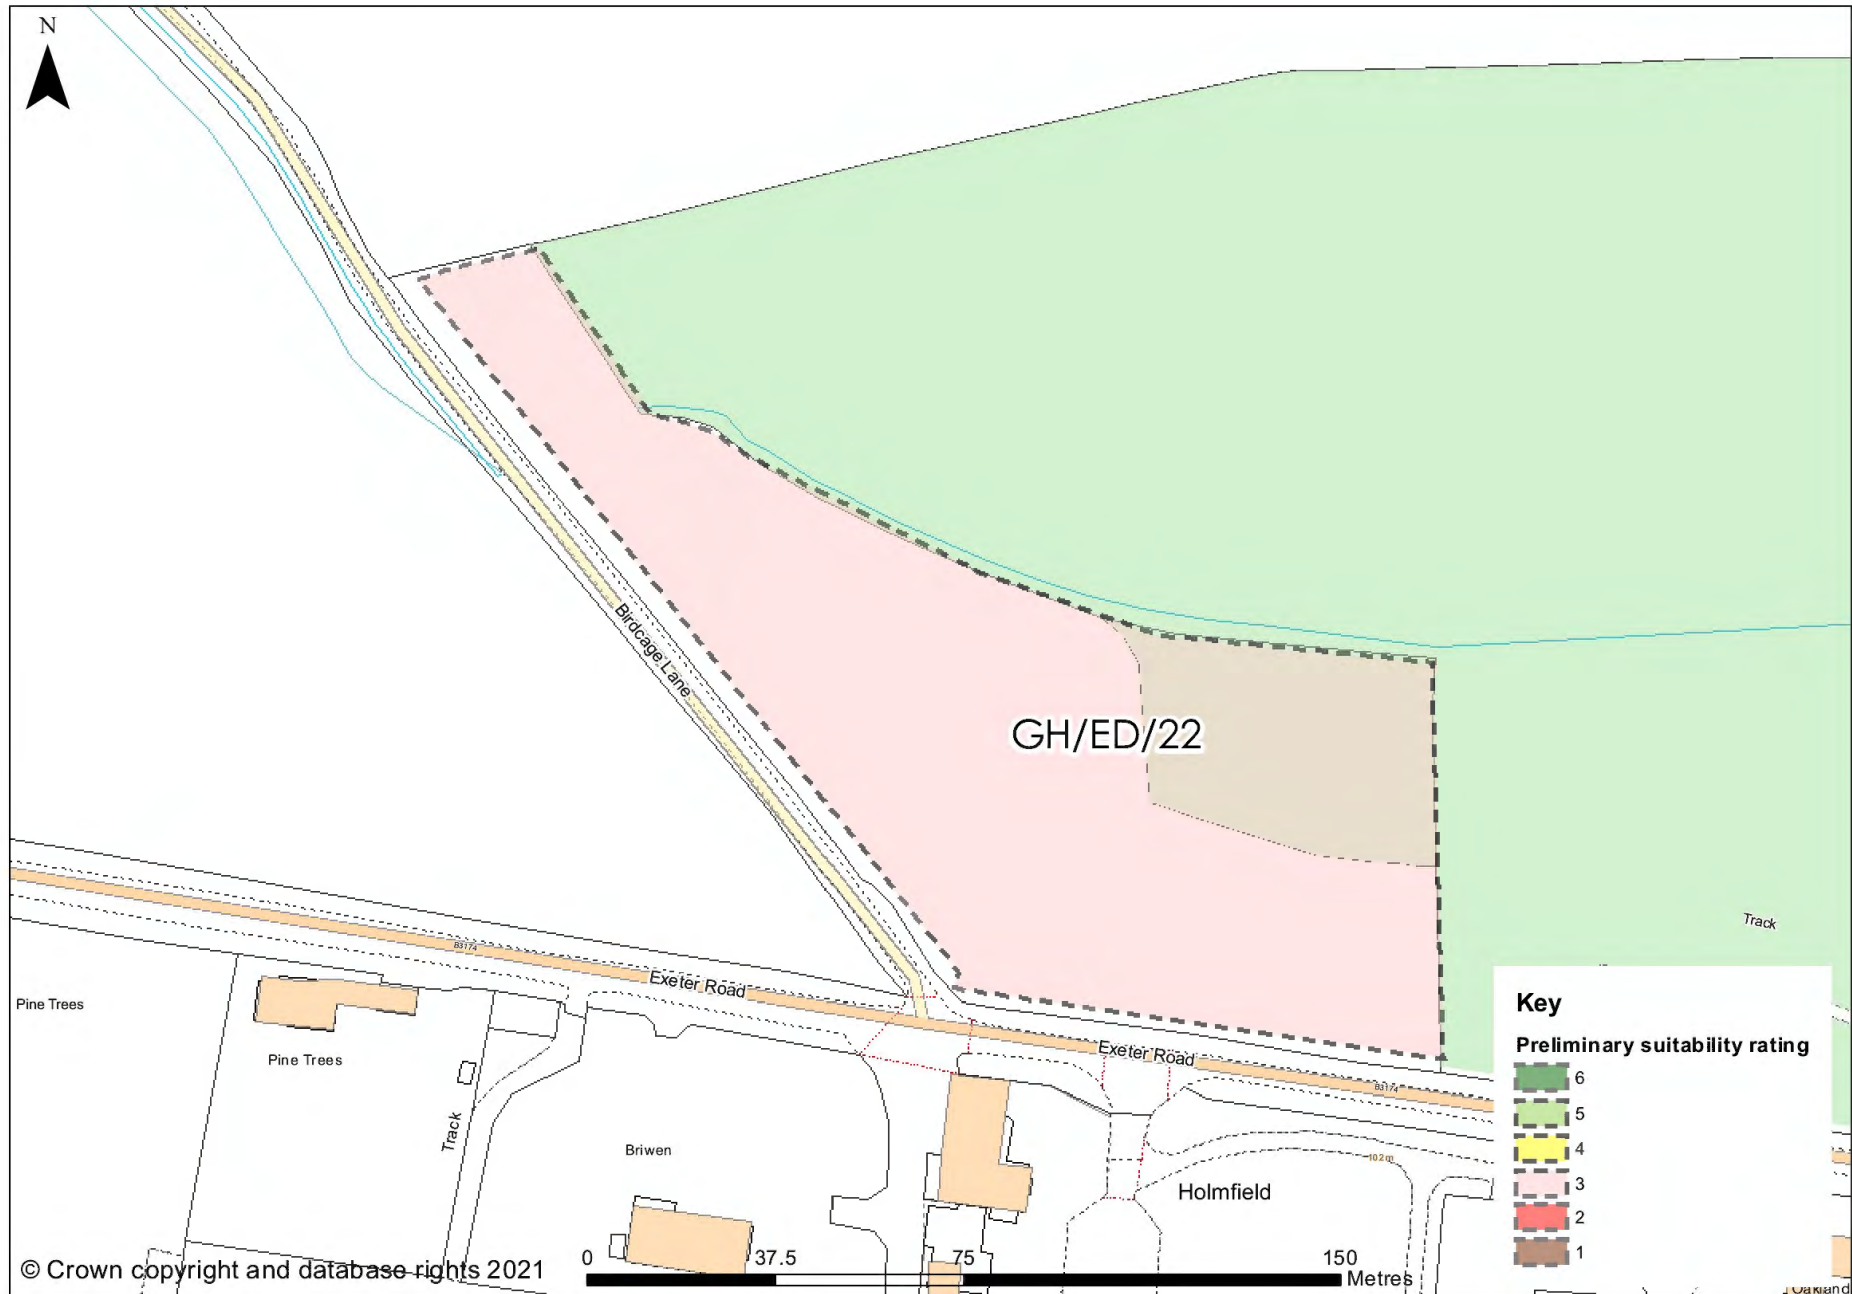 N
Birdcage Lane
GH/ED/22
Track
B3174
Exeter Road
Pine Trees
Pine Trees
Exeter Road
B3174
Track
Briwen
102m
Holmfield
Key
Preliminary suitability rating
6
5
4
3
2
1
© Crown copyright and database rights 2021
0 37.5 75 150
Metres